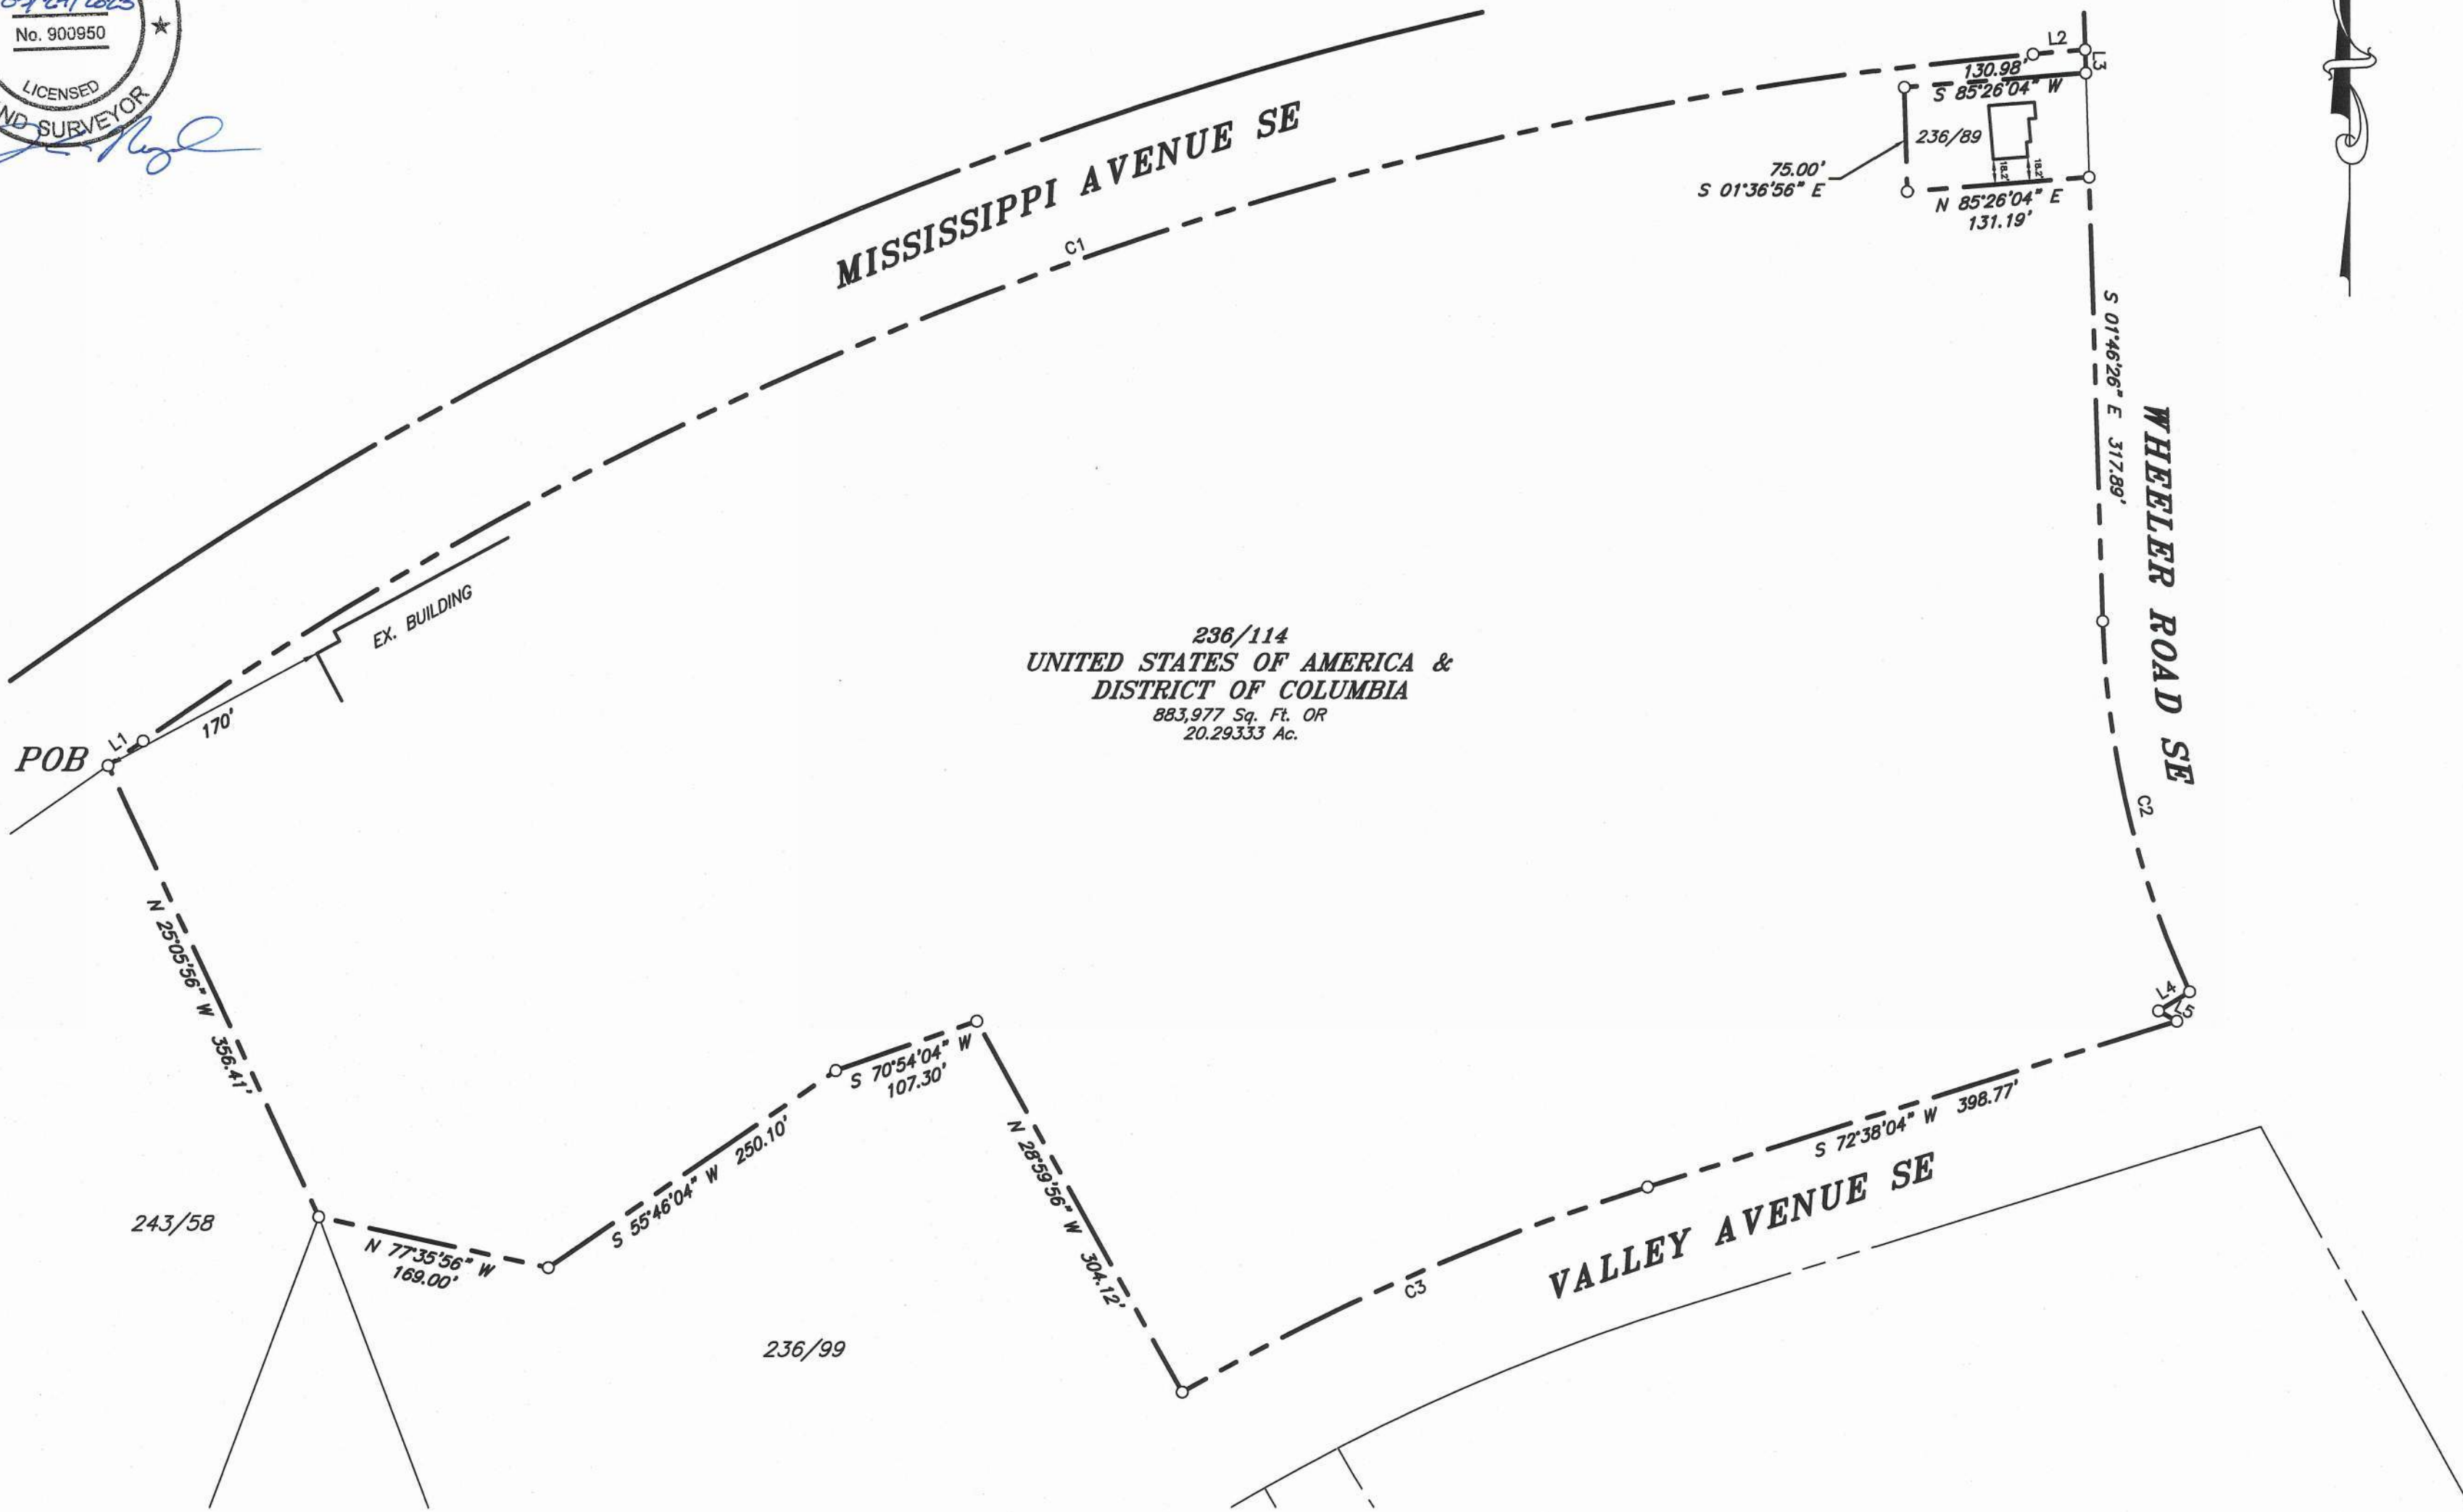 No. 900950
LICENSED
SURVEYOR
L2
L3
130.98'
S 85°26'04" W
236/89
75.00'
S 01°36'56" E
18.2'
18.2'
N 85°26'04" E
131.19'
MISSISSIPPI AVENUE SE
C1
S 01°46'26" E 317.89'
WHEELER ROAD SE
EX. BUILDING
236/114
UNITED STATES OF AMERICA &
DISTRICT OF COLUMBIA
883,977 Sq. Ft. OR
20.29333 Ac.
170'
L1
POB
C2
N 25°05'56" W 356.41'
L4
L5
S 70°54'04" W
107.30'
S 72°38'04" W 398.77'
S 55°46'04" W 250.10'
N 28°59'56" W 304.12'
VALLEY AVENUE SE
243/58
N 77°35'56" W
169.00'
C3
236/99